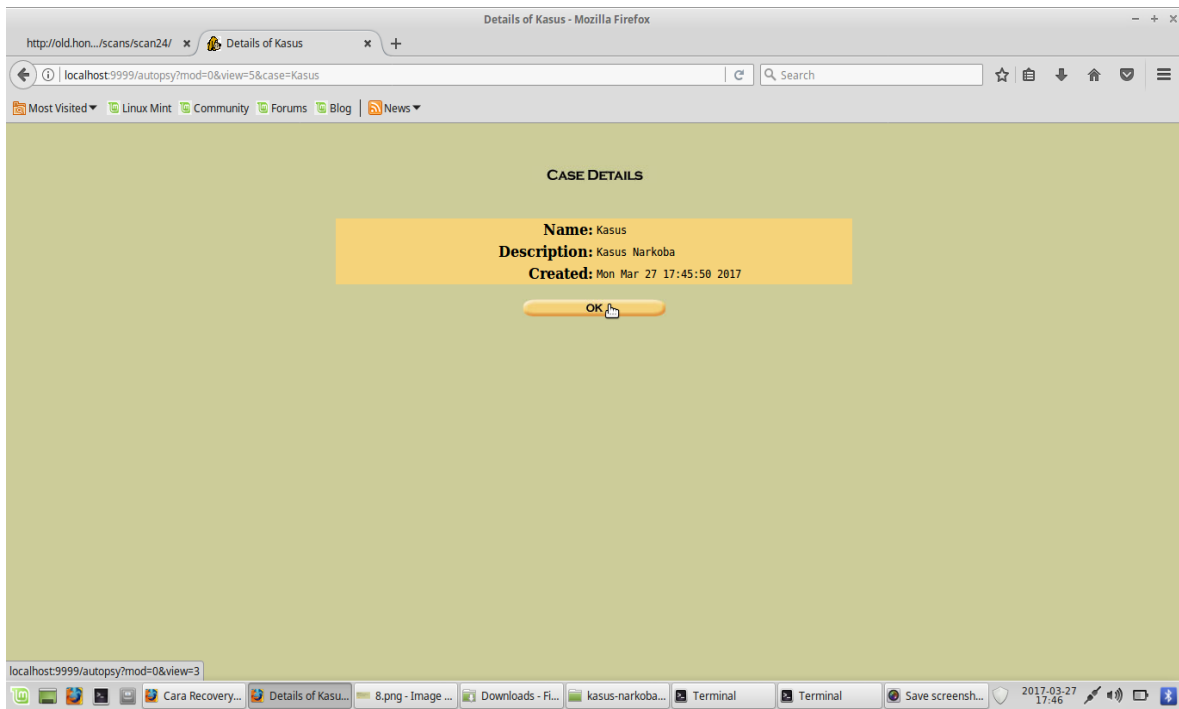 Details of Kasus - Mozilla Firefox
http://old.hon.../scans/scan24/
Details of Kasus
localhost:9999/autopsy?mod=0&view=5&case=Kasus
Search
Most Visited
Linux Mint
Community
Forums
Blog
News
CASE DETAILS
Name: Kasus
Description: Kasus Narkoba
Created: Mon Mar 27 17:45:50 2017
OK
localhost:9999/autopsy?mod=0&view=3
Cara Recovery...
Details of Kasu...
8.png - Image ...
Downloads - Fi...
kasus-narkoba...
Terminal
Terminal
Save screensh...
2017-03-27
17:46